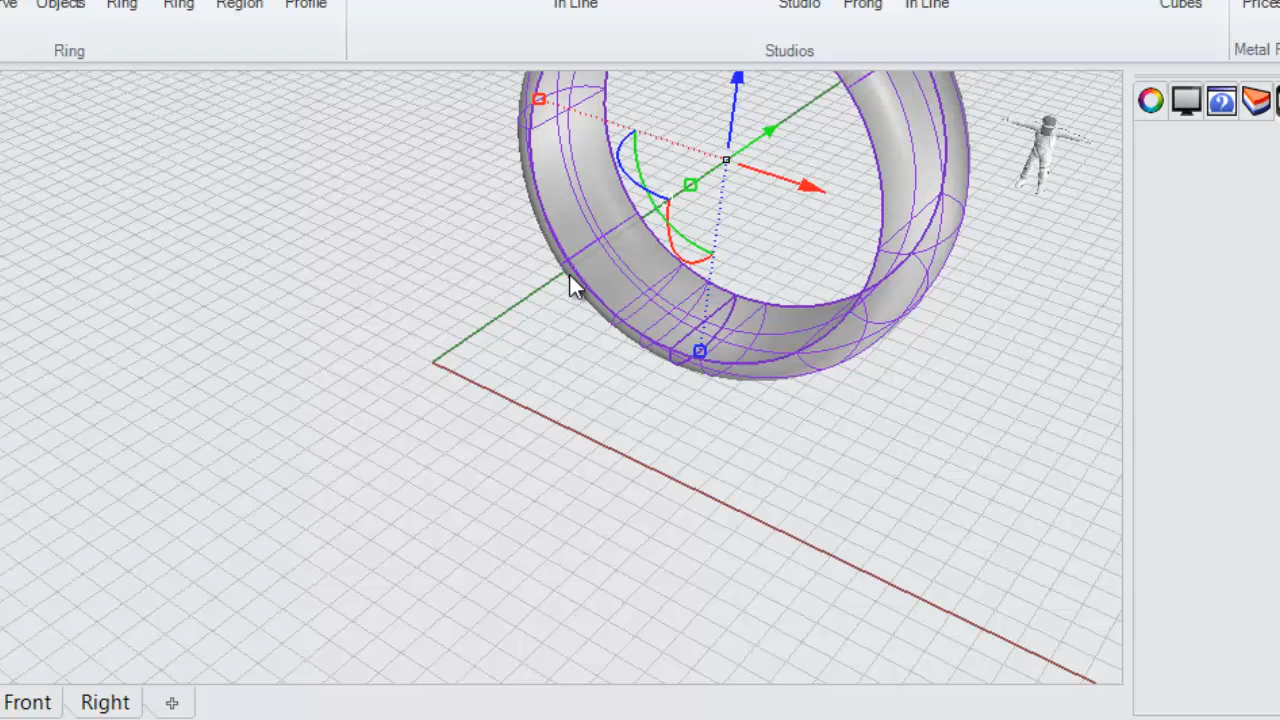 Objects Ring Ring Region Profile In Line Studio Prong In Line Cubes
Ring Studios Metal
?
Front Right +